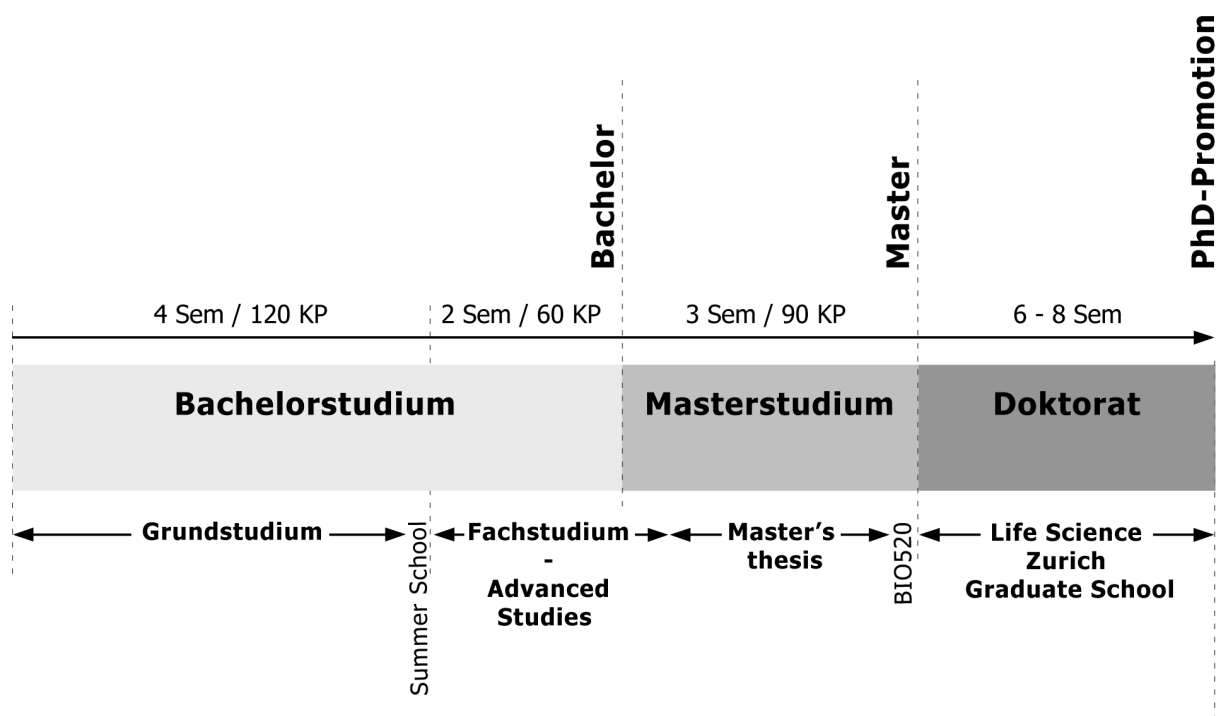 Bachelor
Master
PhD-Promotion
4 Sem / 120 KP
2 Sem / 60 KP
3 Sem / 90 KP
6 - 8 Sem
Bachelorstudium
Masterstudium
Doktorat
Grundstudium
Summer School
Fachstudium
-
Advanced
Studies
Master’s
thesis
BIO520
Life Science
Zurich
Graduate School